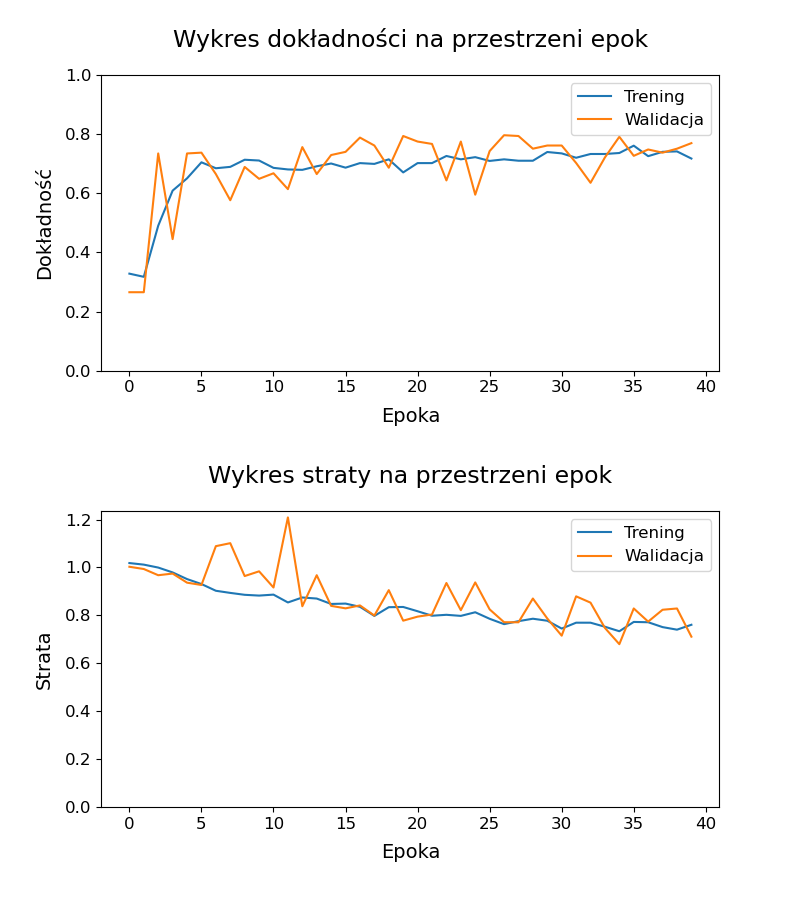 Wykres dokładności na przestrzeni epok
1.0
0.8
0.6
0.4
0.2
0.0
Dokładność
Trening
Walidacja
0 5 10 15 20 25 30 35 40
Epoka
Wykres straty na przestrzeni epok
1.2
1.0
0.8
0.6
0.4
0.2
0.0
Strata
Trening
Walidacja
0 5 10 15 20 25 30 35 40
Epoka